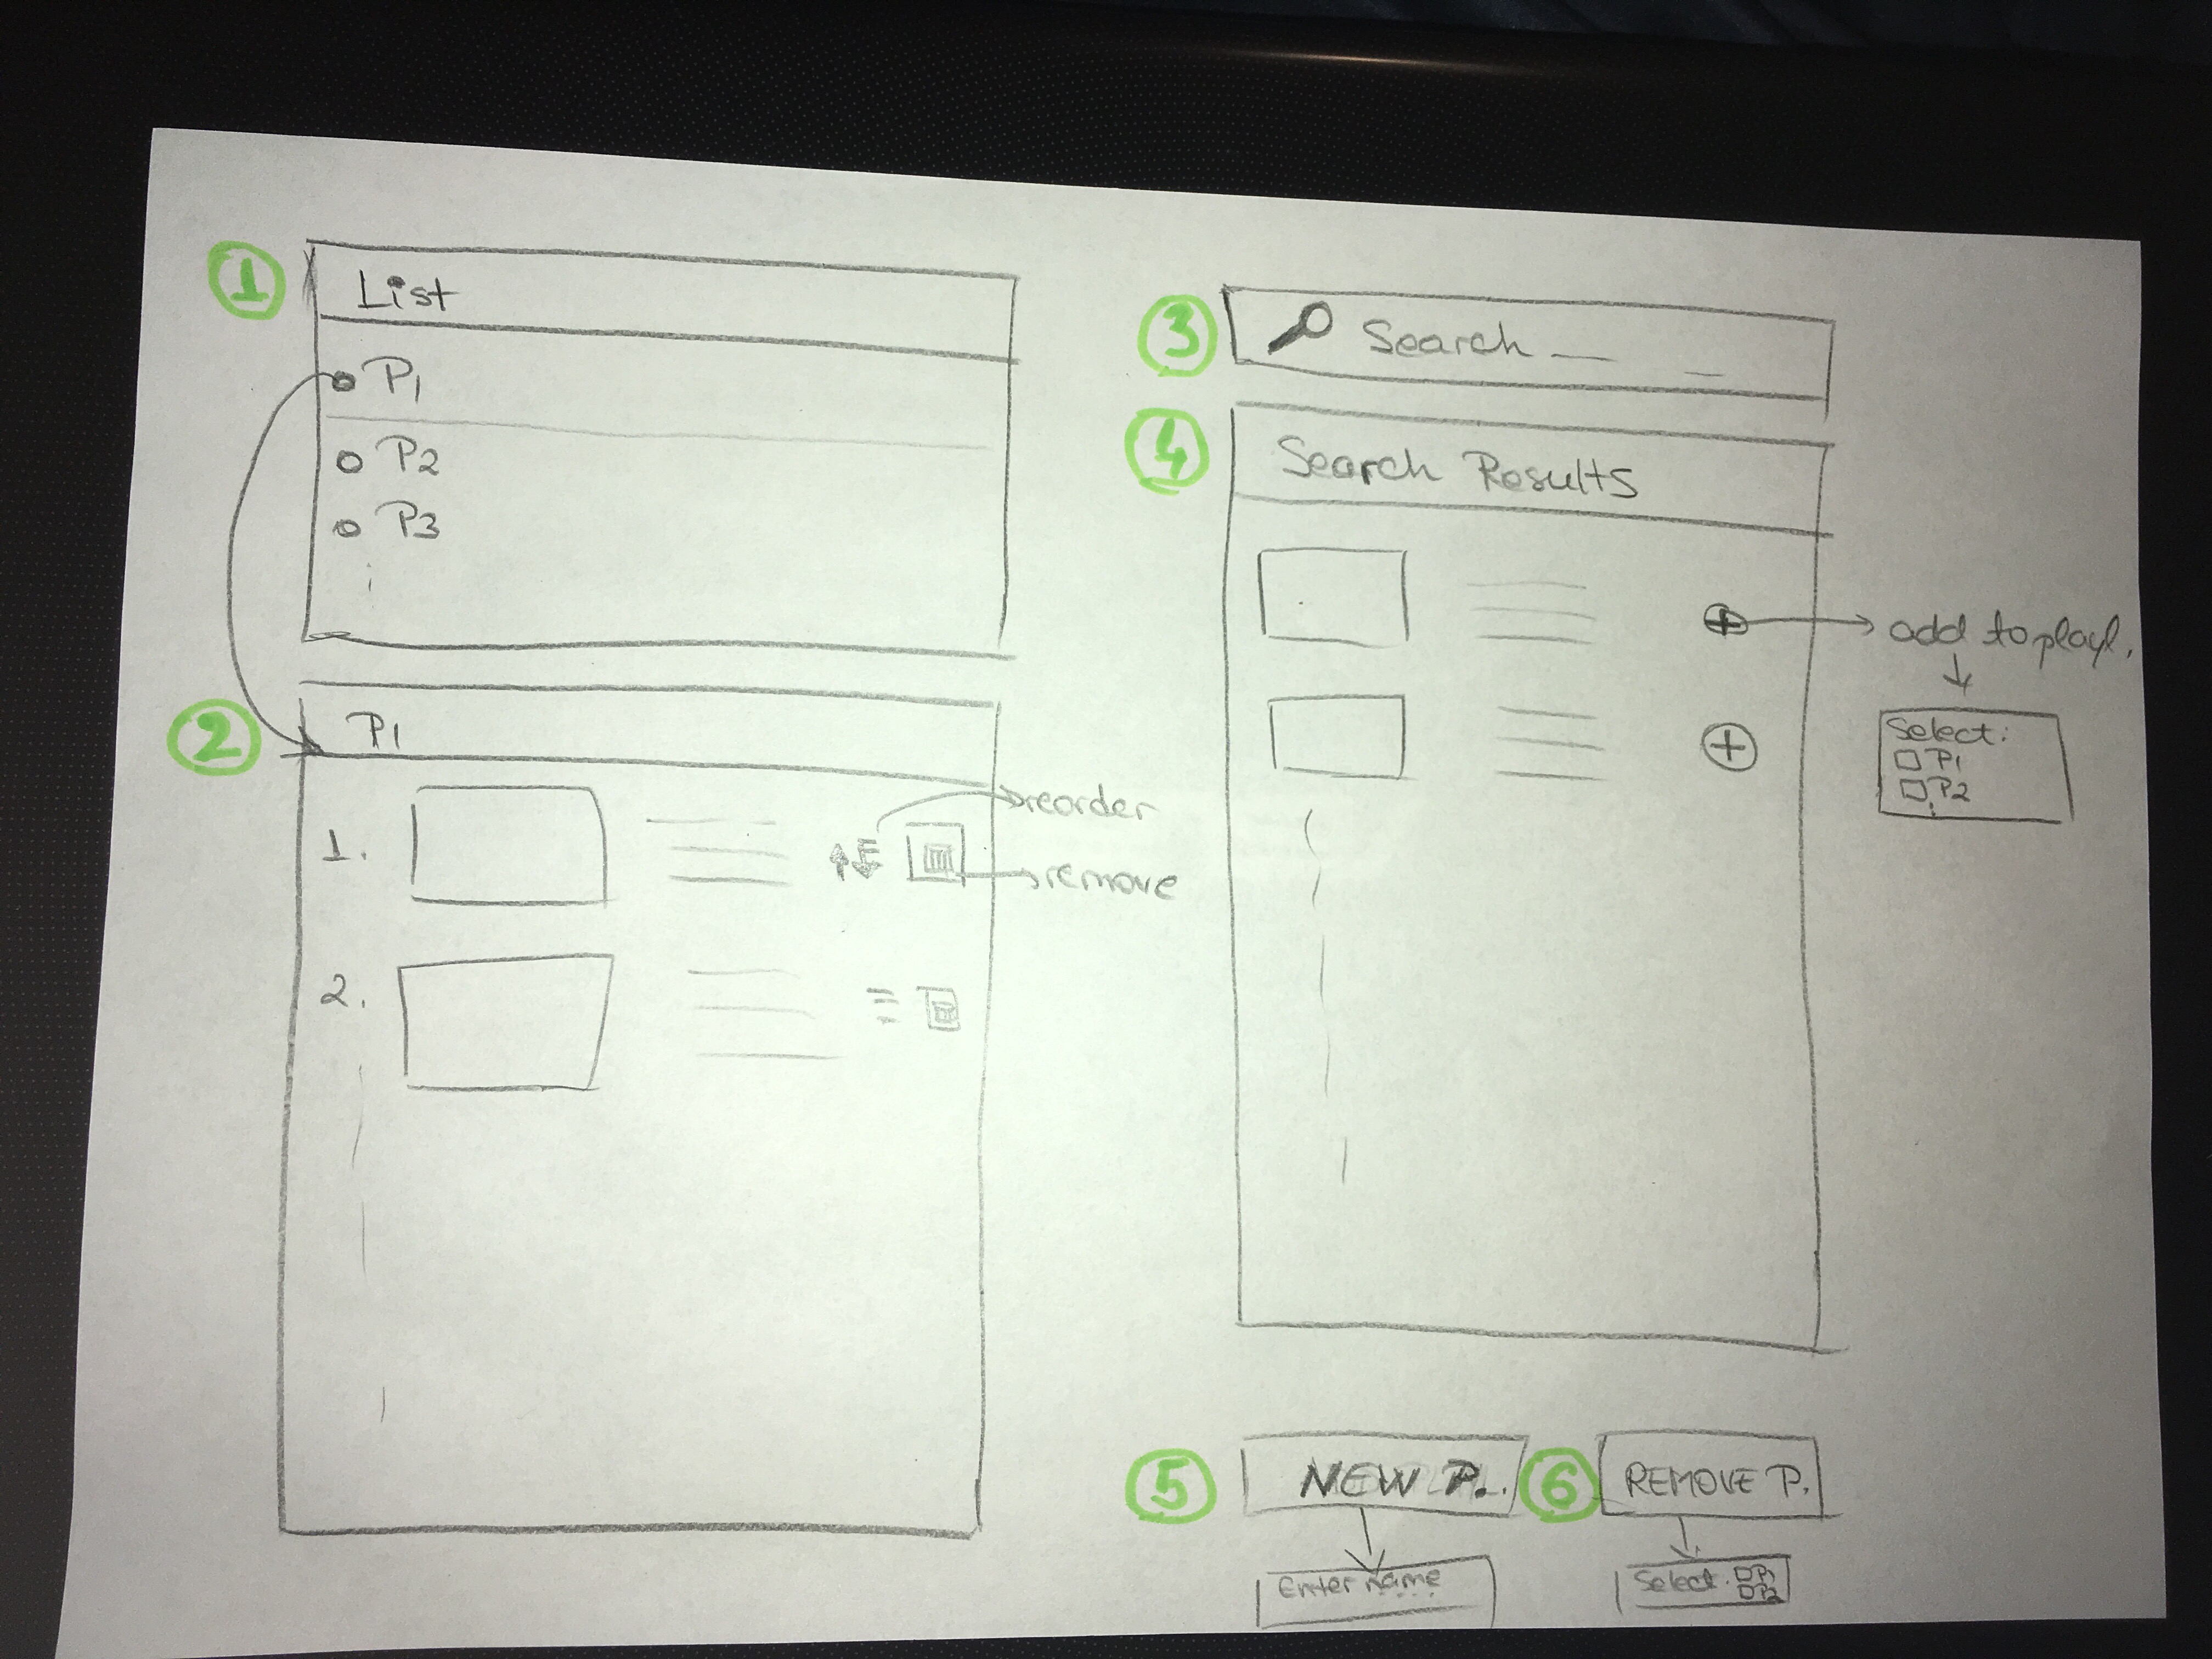 1 List
P1
P2
P3
2 P1
1.
reorder
remove
2.
3 Search
4 Search Results
add to playl.
Select:
P1
P2
5 NEW P.
Enter name
6 REMOVE P.
Select: P1
P2